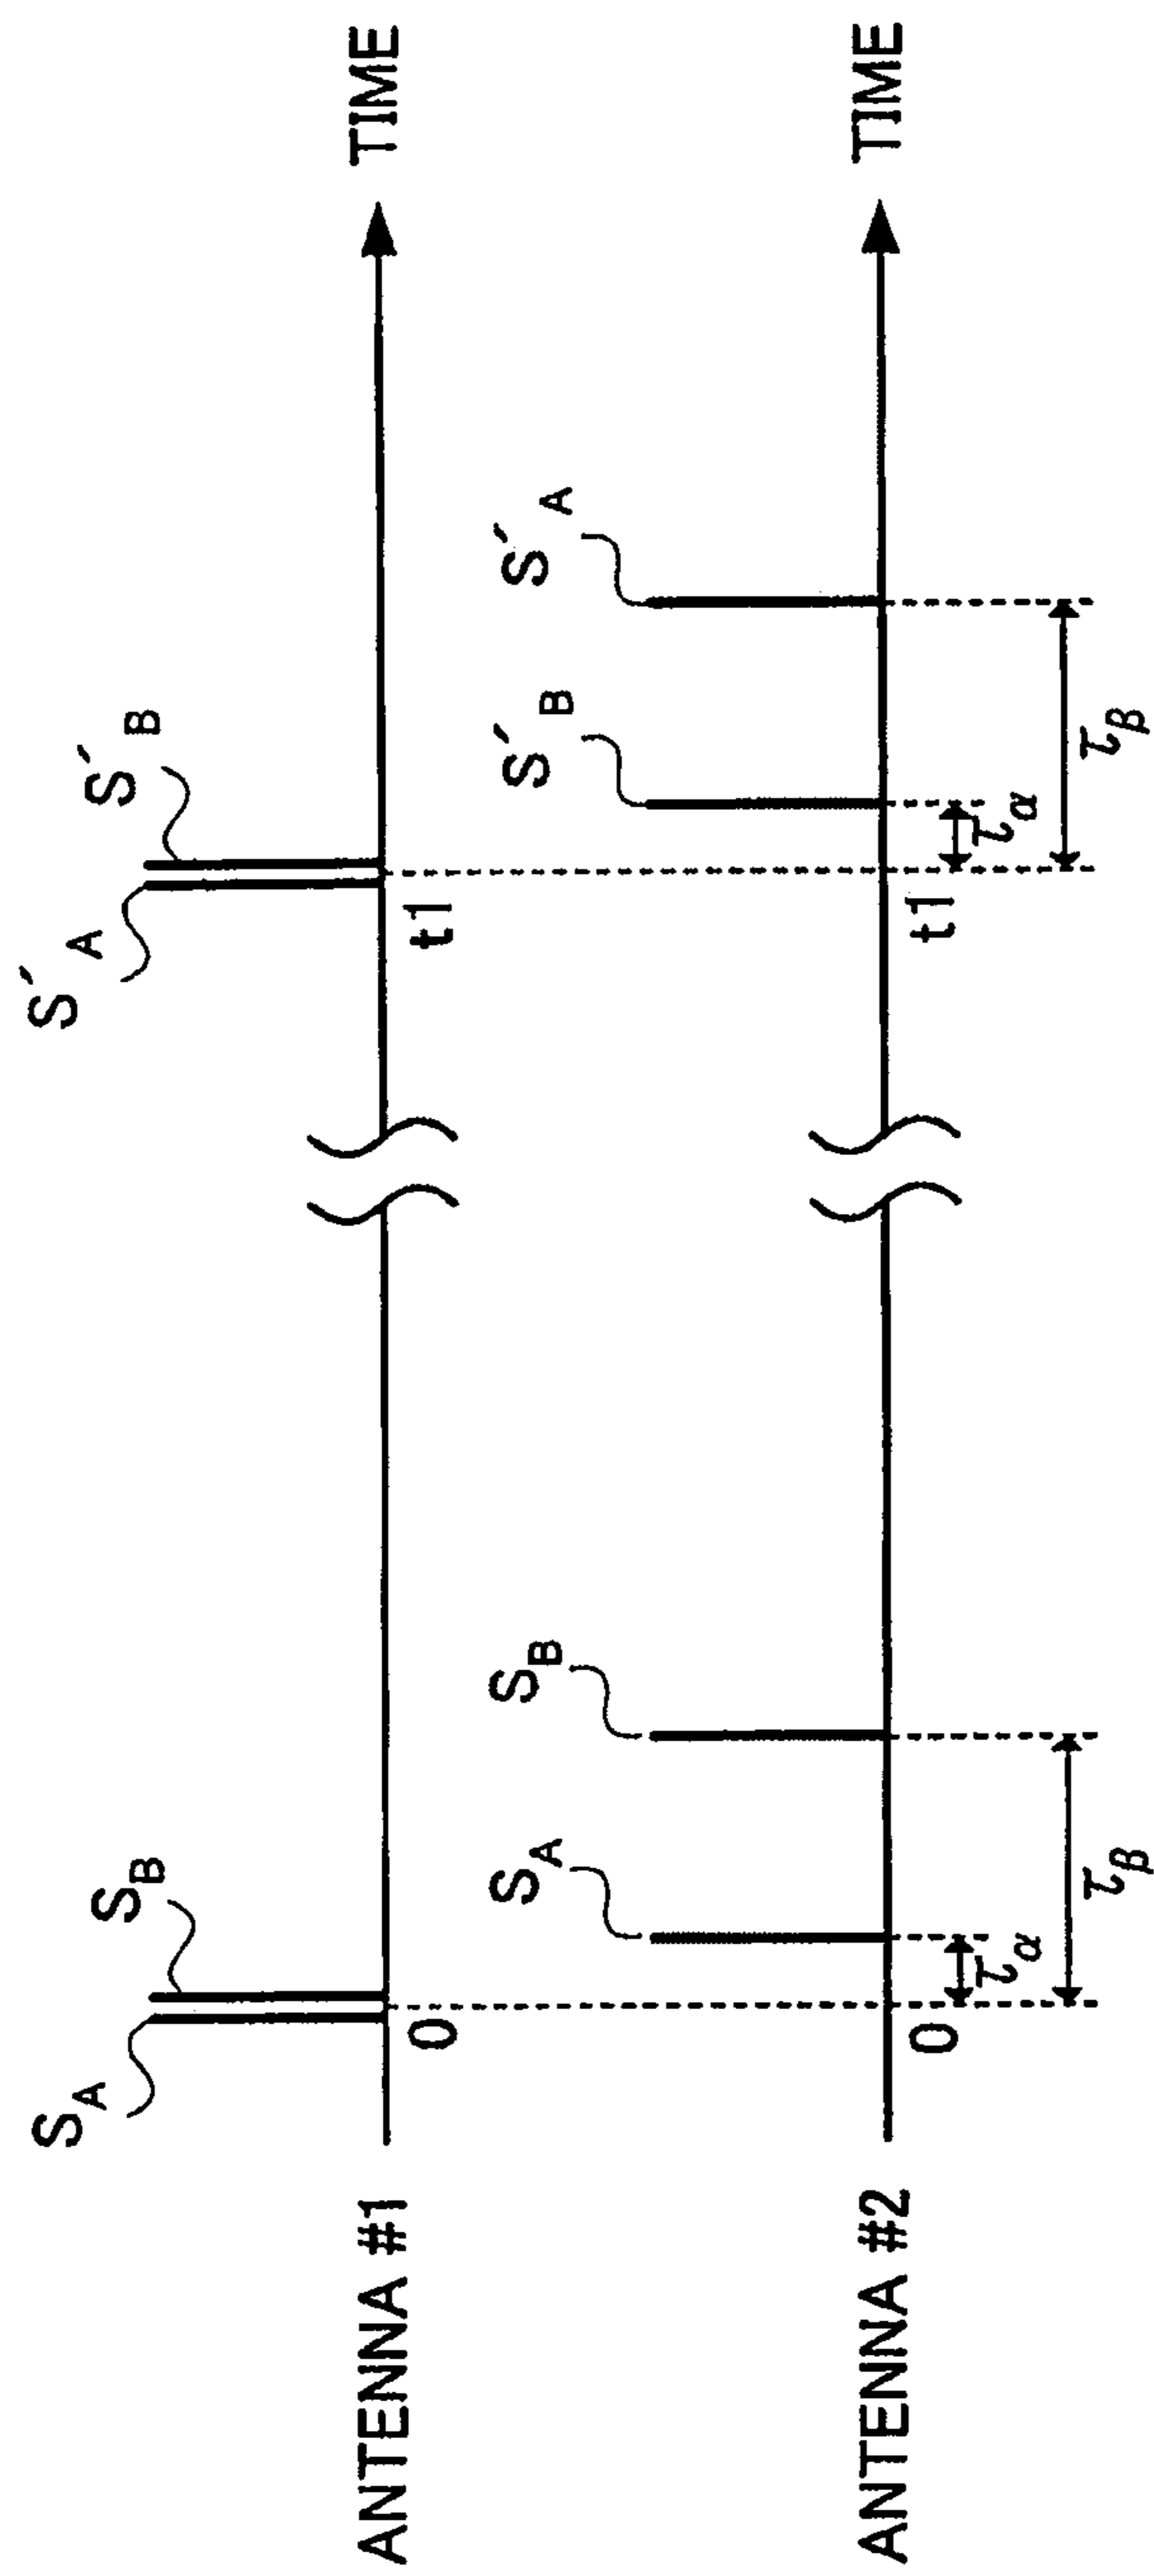 S_A S_B S´_A S´_B
ANTENNA #1 0 t1 TIME
S_A S_B S´_B S´_A
ANTENNA #2 0 t1 TIME
τ_α τ_α
τ_β τ_β